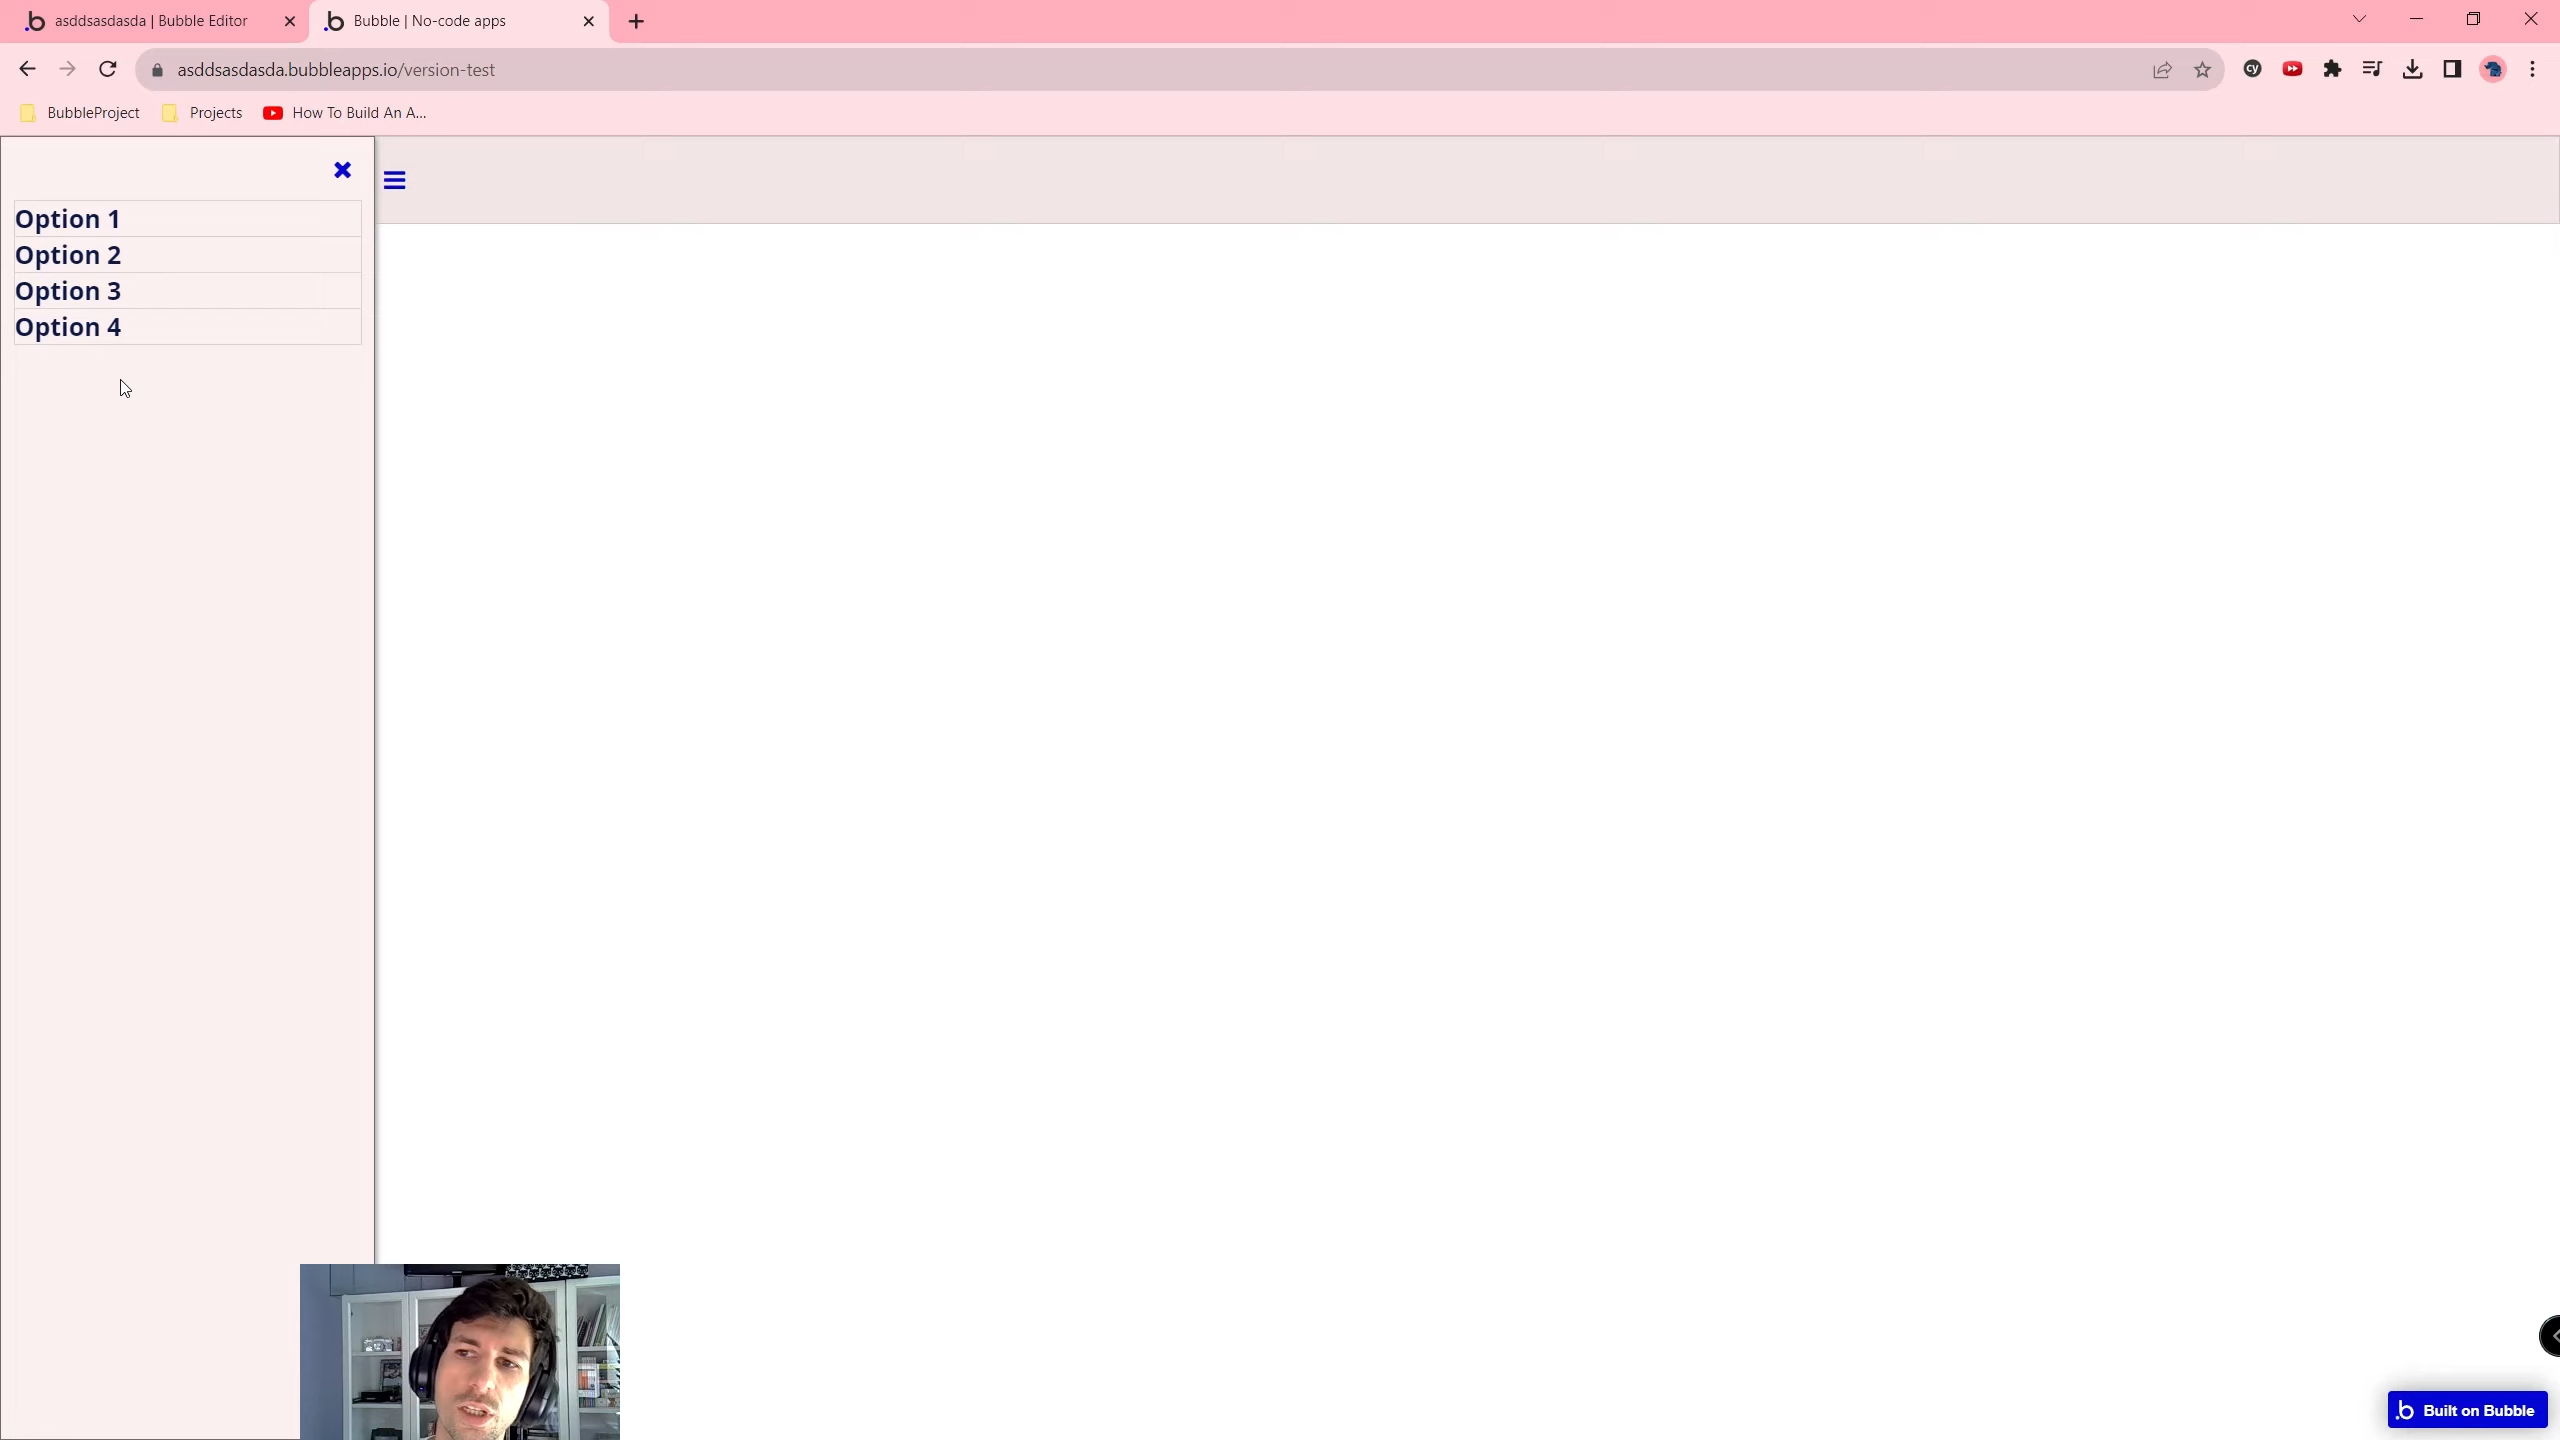 asddsasdasda | Bubble Editor
Bubble | No-code apps
asddsasdasda.bubbleapps.io/version-test
BubbleProject
Projects
How To Build An A...
Option 1
Option 2
Option 3
Option 4
Built on Bubble